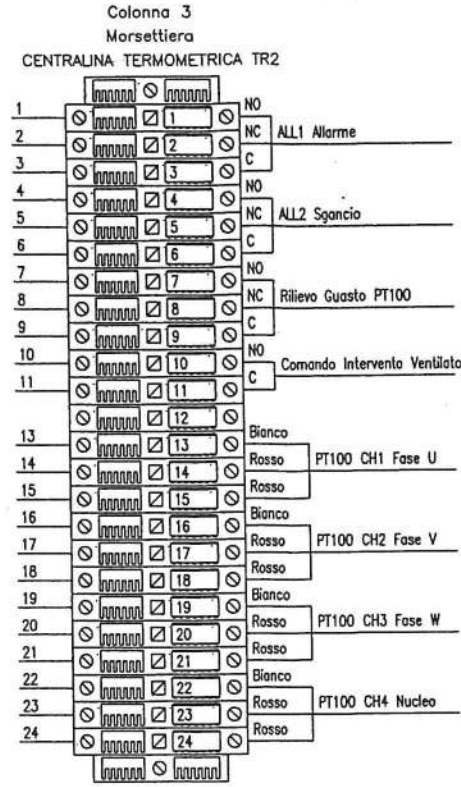 Colonna 3
Morsettiera
CENTRALINA TERMOMETRICA TR2
1 1 NO
2 2 NC ALL1 Allarme
3 3 C
4 4 NO
5 5 NC ALL2 Sgancio
6 6 C
7 7 NO
8 8 NC Rilievo Guasto PT100
9 9 C
10 10 NO
11 11 C Comando Intervento Ventilato
12
13 13 Bianco
14 14 Rosso PT100 CH1 Fase U
15 15 Rosso
16 16 Bianco
17 17 Rosso PT100 CH2 Fase V
18 18 Rosso
19 19 Bianco
20 20 Rosso PT100 CH3 Fase W
21 21 Rosso
22 22 Bianco
23 23 Rosso PT100 CH4 Nucleo
24 24 Rosso